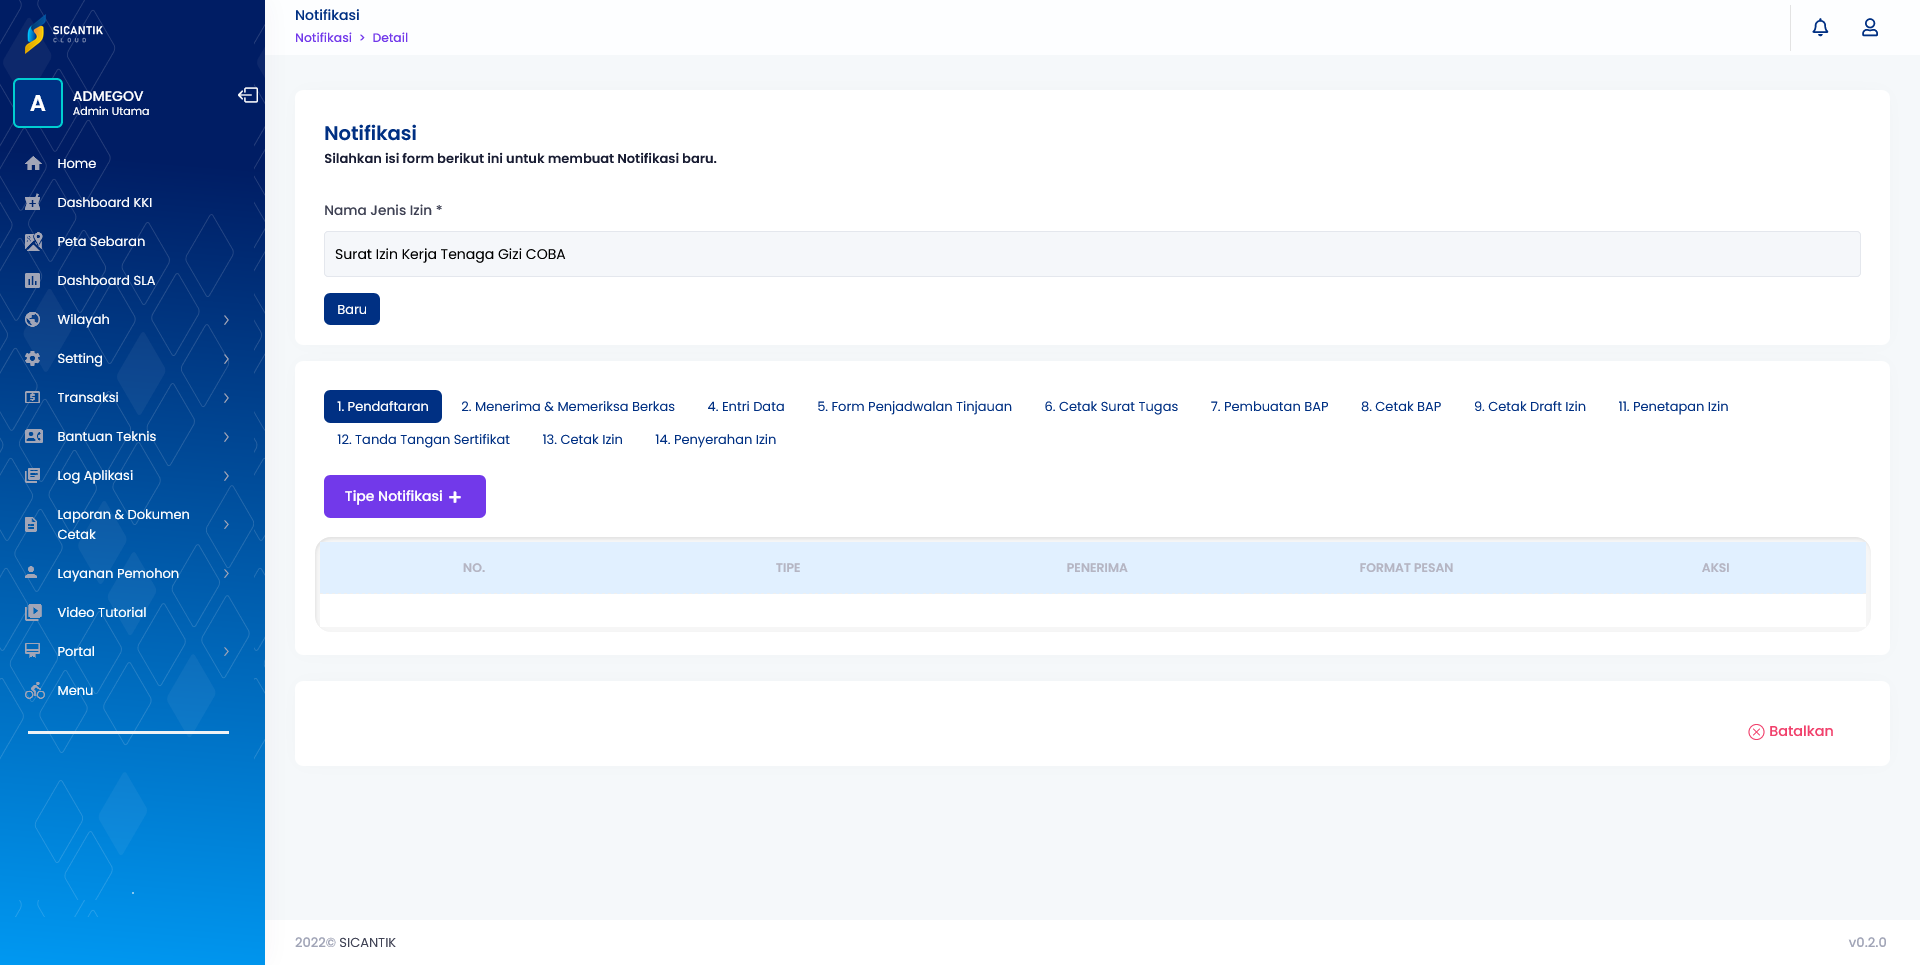 SICANTIK
CLOUD
A
ADMEGOV
Admin Utama
Home
Dashboard KKI
Peta Sebaran
Dashboard SLA
Wilayah
Setting
Transaksi
Bantuan Teknis
Log Aplikasi
Laporan & Dokumen
Cetak
Layanan Pemohon
Video Tutorial
Portal
Menu
Notifikasi
Notifikasi > Detail
Notifikasi
Silahkan isi form berikut ini untuk membuat Notifikasi baru.
Nama Jenis Izin *
Surat Izin Kerja Tenaga Gizi COBA
Baru
1. Pendaftaran 2. Menerima & Memeriksa Berkas 4. Entri Data 5. Form Penjadwalan Tinjauan 6. Cetak Surat Tugas 7. Pembuatan BAP 8. Cetak BAP 9. Cetak Draft Izin 11. Penetapan Izin
12. Tanda Tangan Sertifikat 13. Cetak Izin 14. Penyerahan Izin
Tipe Notifikasi +
NO. TIPE PENERIMA FORMAT PESAN AKSI
Batalkan
2022© SICANTIK v0.2.0